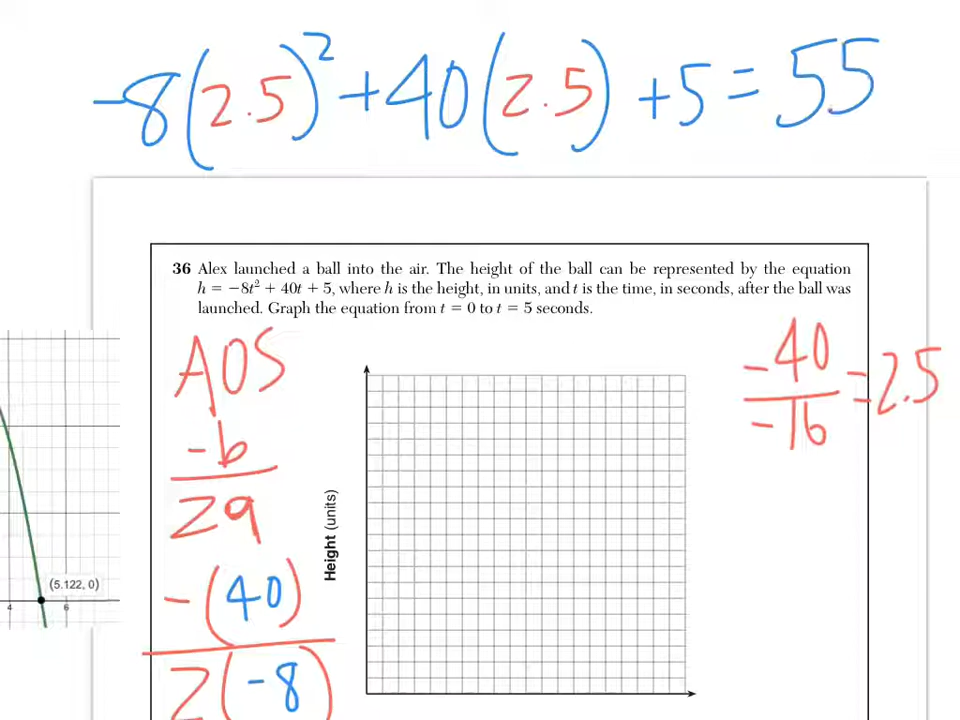 -8(2.5)² + 40(2.5) + 5 = 55
36 Alex launched a ball into the air. The height of the ball can be represented by the equation
h = −8t² + 40t + 5, where h is the height, in units, and t is the time, in seconds, after the ball was
launched. Graph the equation from t = 0 to t = 5 seconds.
AOS
-b
2a
-(40)
2(-8)
-40
-16
=2.5
Height (units)
(5.122, 0)
4
6